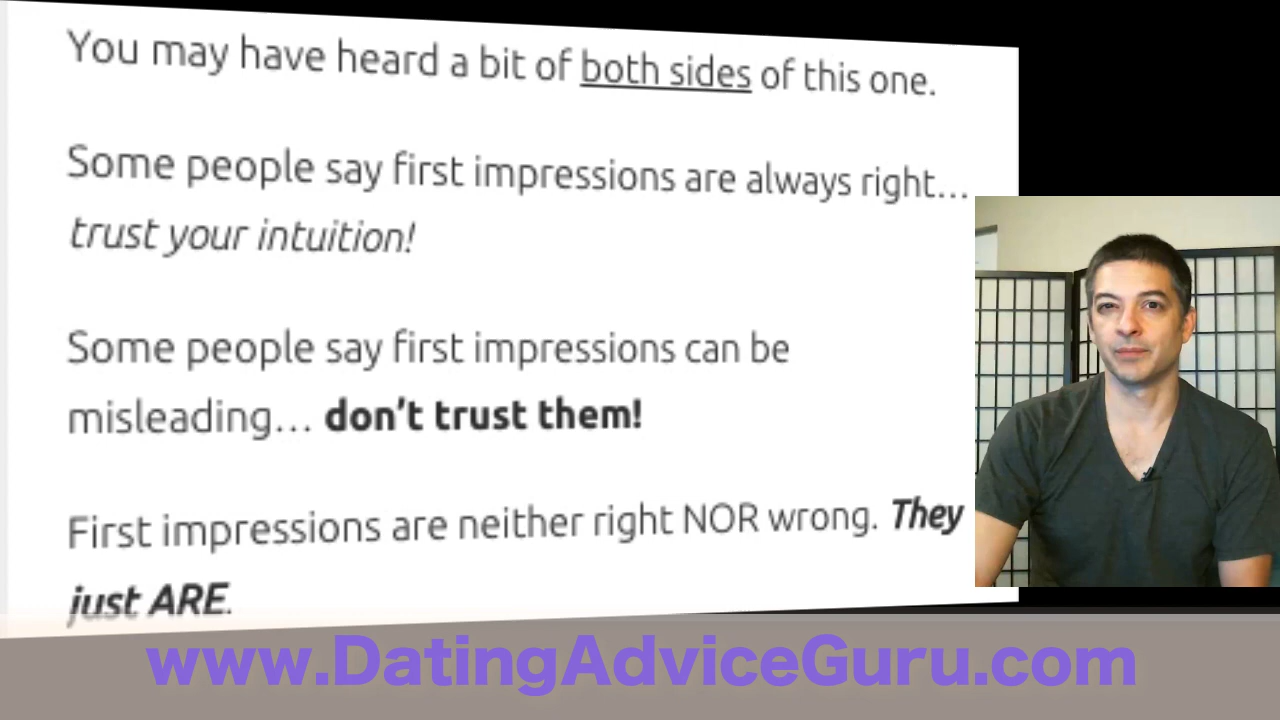 You may have heard a bit of both sides of this one.
Some people say first impressions are always right...
trust your intuition!
Some people say first impressions can be
misleading... don't trust them!
First impressions are neither right NOR wrong. They
just ARE.
www.DatingAdviceGuru.com